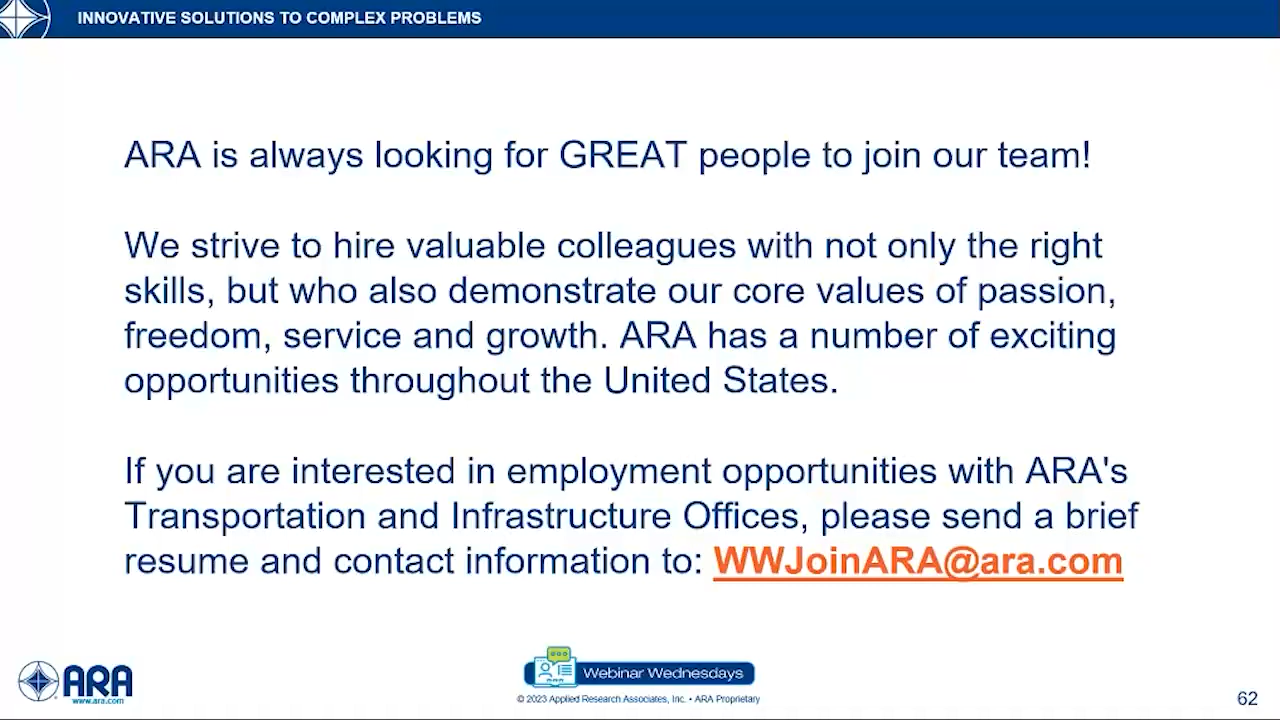 INNOVATIVE SOLUTIONS TO COMPLEX PROBLEMS
ARA is always looking for GREAT people to join our team!
We strive to hire valuable colleagues with not only the right
skills, but who also demonstrate our core values of passion,
freedom, service and growth. ARA has a number of exciting
opportunities throughout the United States.
If you are interested in employment opportunities with ARA's
Transportation and Infrastructure Offices, please send a brief
resume and contact information to: WWJoinARA@ara.com
ARA
www.ara.com
Webinar Wednesdays
© 2023 Applied Research Associates, Inc. • ARA Proprietary
62